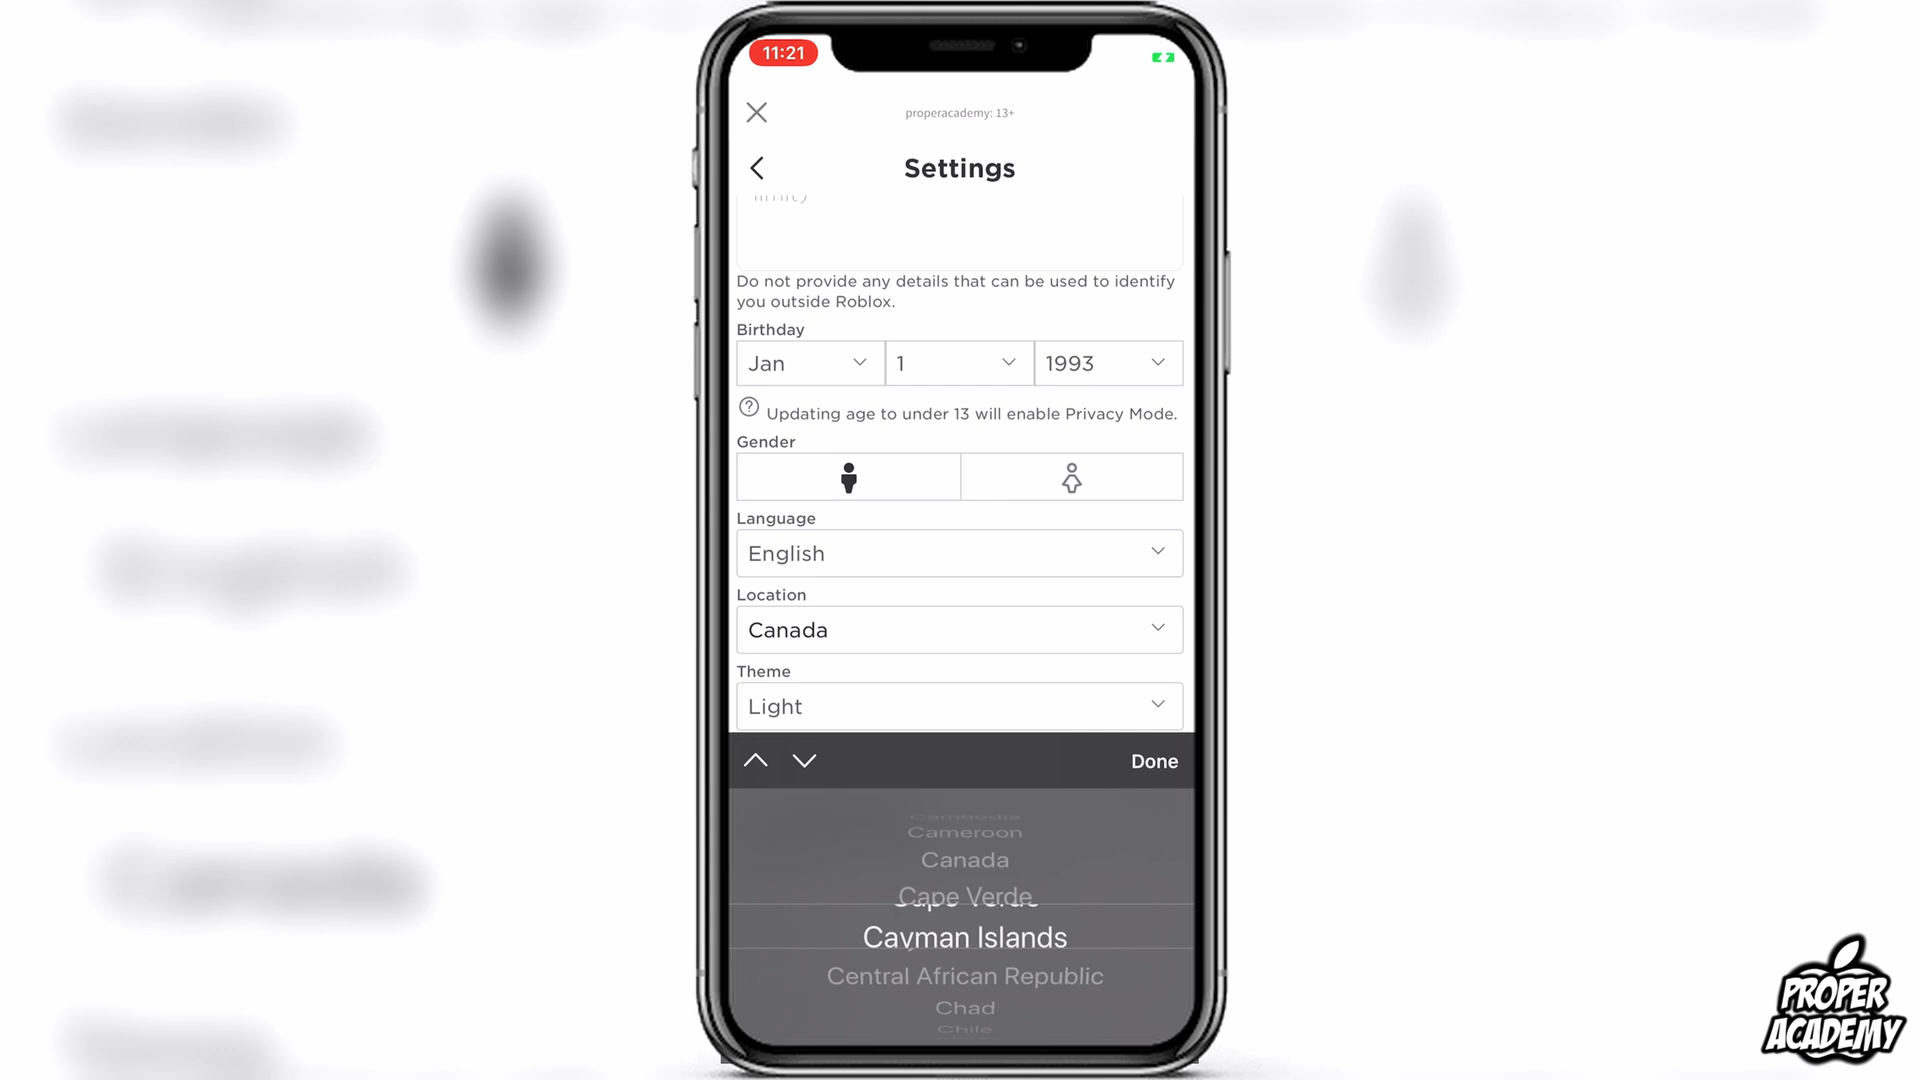 11:21
properacademy: 13+
Settings
Do not provide any details that can be used to identify
you outside Roblox.
Birthday
Jan
1
1993
Updating age to under 13 will enable Privacy Mode.
Gender
Language
English
Location
Canada
Theme
Light
Done
Cambodia
Cameroon
Canada
Cape Verde
Cayman Islands
Central African Republic
Chad
Chile
PROPER
ACADEMY